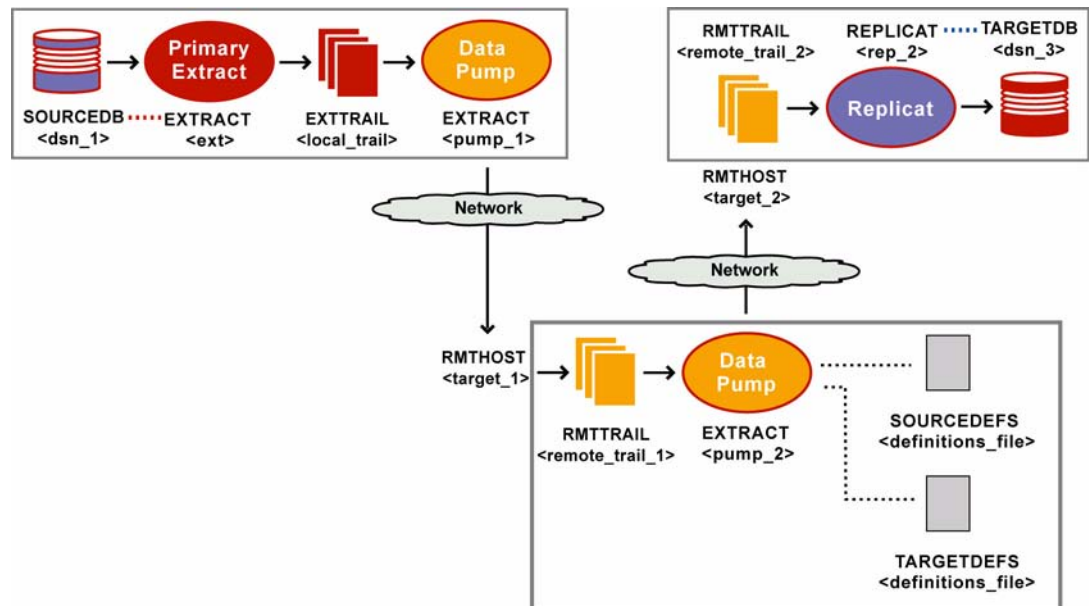 Primary
Extract
Data
Pump
SOURCEDB
<dsn_1>
EXTRACT
<ext>
EXTTRAIL
<local_trail>
EXTRACT
<pump_1>
Network
RMTTRAIL
<remote_trail_2>
REPLICAT
<rep_2>
TARGETDB
<dsn_3>
Replicat
RMTHOST
<target_2>
Network
RMTHOST
<target_1>
Data
Pump
RMTTRAIL
<remote_trail_1>
EXTRACT
<pump_2>
SOURCEDEFS
<definitions_file>
TARGETDEFS
<definitions_file>